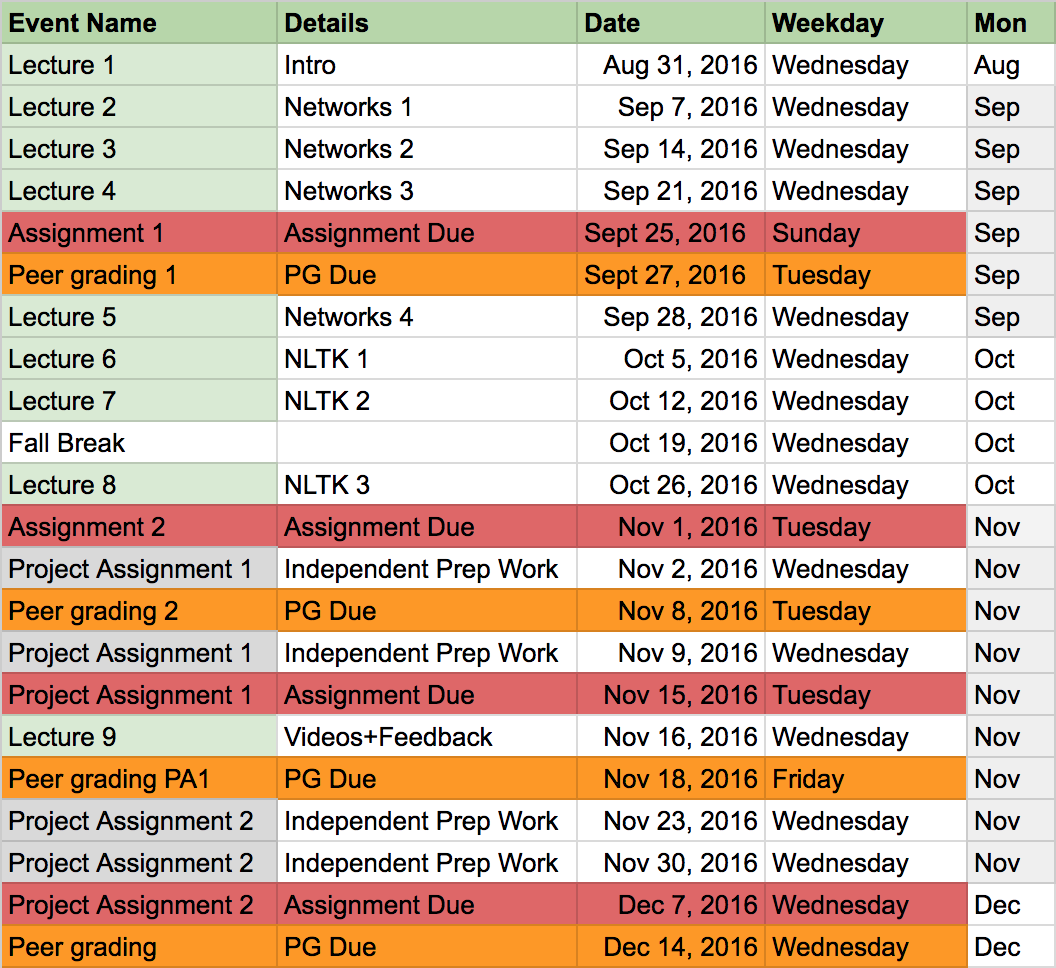 Event Name Details Date Weekday Mon
Lecture 1 Intro Aug 31, 2016 Wednesday Aug
Lecture 2 Networks 1 Sep 7, 2016 Wednesday Sep
Lecture 3 Networks 2 Sep 14, 2016 Wednesday Sep
Lecture 4 Networks 3 Sep 21, 2016 Wednesday Sep
Assignment 1 Assignment Due Sept 25, 2016 Sunday Sep
Peer grading 1 PG Due Sept 27, 2016 Tuesday Sep
Lecture 5 Networks 4 Sep 28, 2016 Wednesday Sep
Lecture 6 NLTK 1 Oct 5, 2016 Wednesday Oct
Lecture 7 NLTK 2 Oct 12, 2016 Wednesday Oct
Fall Break Oct 19, 2016 Wednesday Oct
Lecture 8 NLTK 3 Oct 26, 2016 Wednesday Oct
Assignment 2 Assignment Due Nov 1, 2016 Tuesday Nov
Project Assignment 1 Independent Prep Work Nov 2, 2016 Wednesday Nov
Peer grading 2 PG Due Nov 8, 2016 Tuesday Nov
Project Assignment 1 Independent Prep Work Nov 9, 2016 Wednesday Nov
Project Assignment 1 Assignment Due Nov 15, 2016 Tuesday Nov
Lecture 9 Videos+Feedback Nov 16, 2016 Wednesday Nov
Peer grading PA1 PG Due Nov 18, 2016 Friday Nov
Project Assignment 2 Independent Prep Work Nov 23, 2016 Wednesday Nov
Project Assignment 2 Independent Prep Work Nov 30, 2016 Wednesday Nov
Project Assignment 2 Assignment Due Dec 7, 2016 Wednesday Dec
Peer grading PG Due Dec 14, 2016 Wednesday Dec